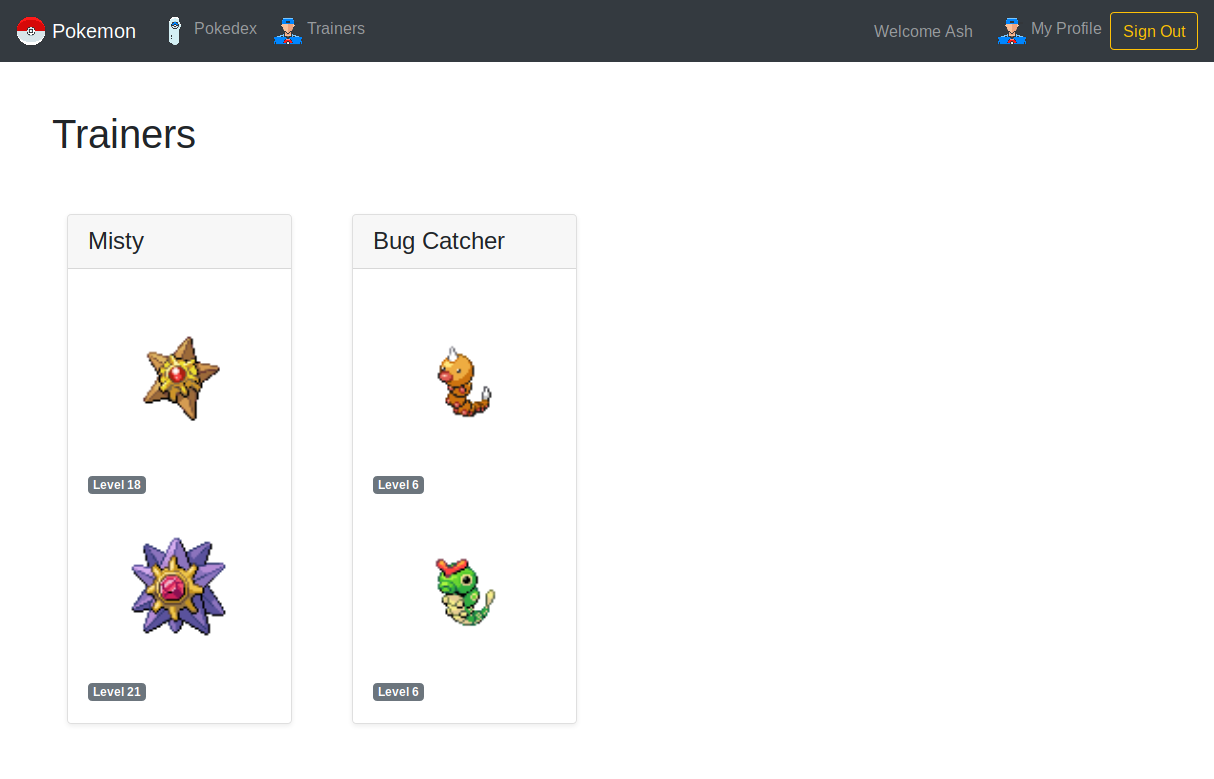 Pokemon Pokedex Trainers Welcome Ash My Profile Sign Out
Trainers
Misty
Level 18
Level 21
Bug Catcher
Level 6
Level 6